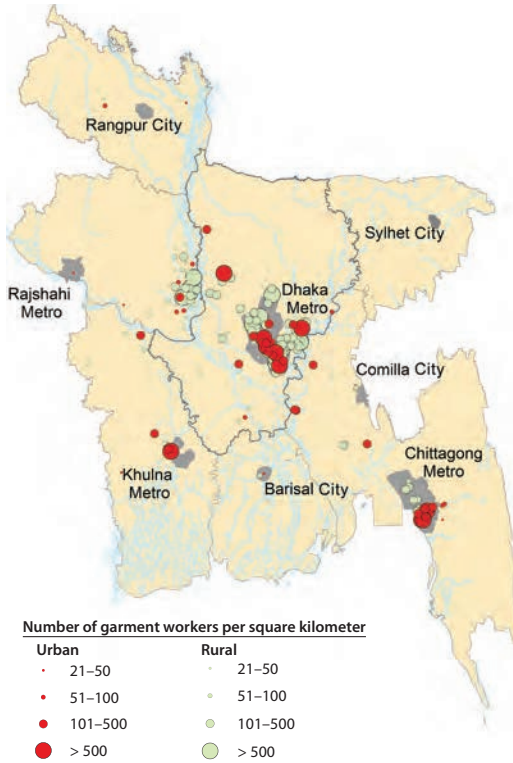 Rangpur City
Sylhet City
Rajshahi
Metro
Dhaka
Metro
Comilla City
Chittagong
Metro
Khulna
Metro
Barisal City
Number of garment workers per square kilometer
Urban
Rural
21–50
21–50
51–100
51–100
101–500
101–500
> 500
> 500